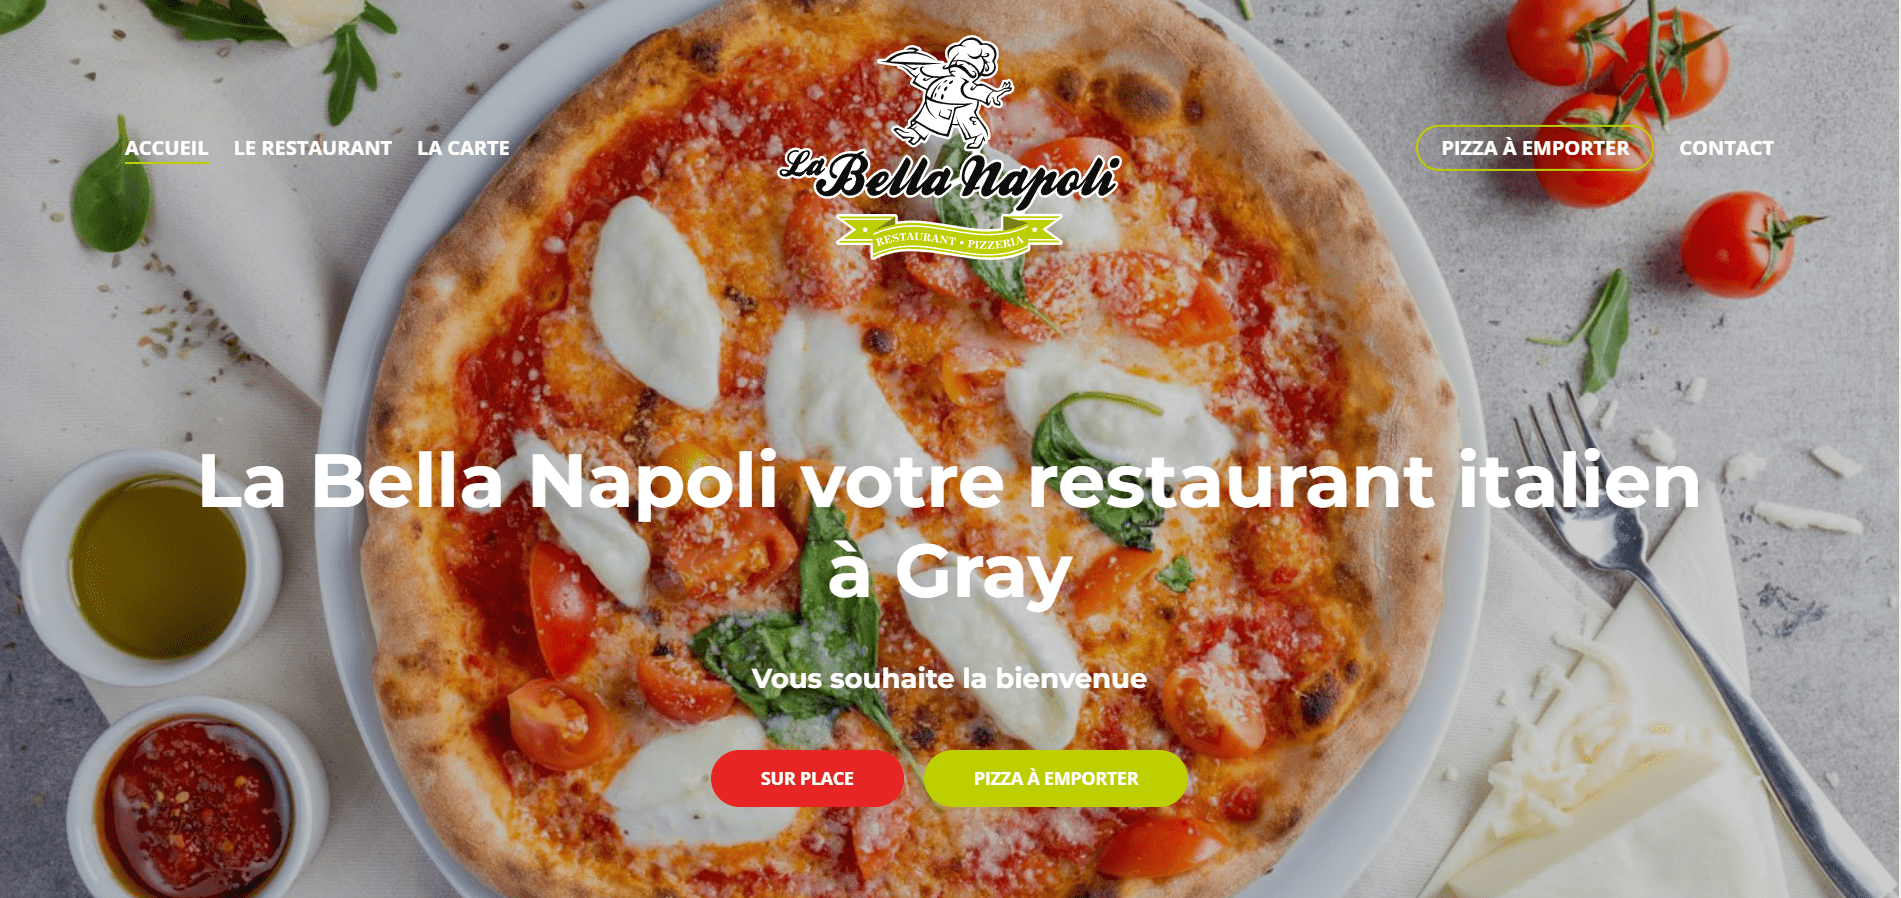 ACCUEIL
LE RESTAURANT
LA CARTE
La Bella Napoli
RESTAURANT • PIZZERIA
PIZZA À EMPORTER
CONTACT
La Bella Napoli votre restaurant italien
à Gray
Vous souhaite la bienvenue
SUR PLACE
PIZZA À EMPORTER